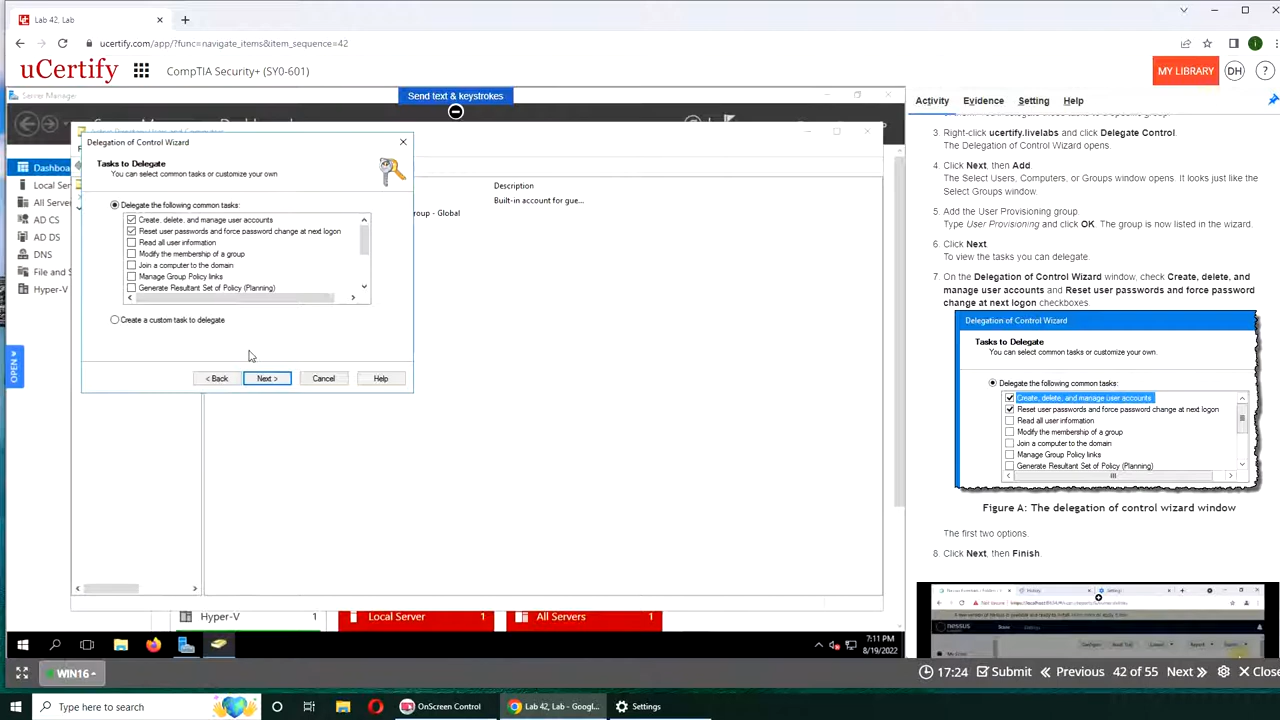 Lab 42, Lab
ucertify.com/app/?func=navigate_items&item_sequence=42
i
uCertify
CompTIA Security+ (SY0-601)
MY LIBRARY
DH
?
Server Manager
Send text & keystrokes
Activity
Evidence
Setting
Help
Delegation of Control Wizard
Tasks to Delegate
You can select common tasks or customize your own
Delegate the following common tasks:
Create, delete, and manage user accounts
Reset user passwords and force password change at next logon
Read all user information
Modify the membership of a group
Join a computer to the domain
Manage Group Policy links
Generate Resultant Set of Policy (Planning)
Create a custom task to delegate
< Back
Next >
Cancel
Help
Dashboa
Local Ser
All Server
AD CS
AD DS
DNS
File and S
Hyper-V
Description
Built-in account for gue...
roup - Global
3. Right-click ucertify.livelabs and click Delegate Control.
The Delegation of Control Wizard opens.
4. Click Next, then Add.
The Select Users, Computers, or Groups window opens. It looks just like the
Select Groups window.
5. Add the User Provisioning group.
Type User Provisioning and click OK. The group is now listed in the wizard.
6. Click Next.
To view the tasks you can delegate.
7. On the Delegation of Control Wizard window, check Create, delete, and
manage user accounts and Reset user passwords and force password
change at next logon checkboxes.
Delegation of Control Wizard
Tasks to Delegate
You can select common tasks or customize your own.
Delegate the following common tasks:
Create, delete, and manage user accounts
Reset user passwords and force password change at next logon
Read all user information
Modify the membership of a group
Join a computer to the domain
Manage Group Policy links
Generate Resultant Set of Policy (Planning)
Figure A: The delegation of control wizard window
The first two options.
8. Click Next, then Finish.
OPEN
Hyper-V 1
Local Server 1
All Servers 1
7:11 PM
8/19/2022
nessus
WIN16
17:24
Submit
Previous
42 of 55
Next
Close
Type here to search
OnScreen Control
Lab 42, Lab - Googl...
Settings